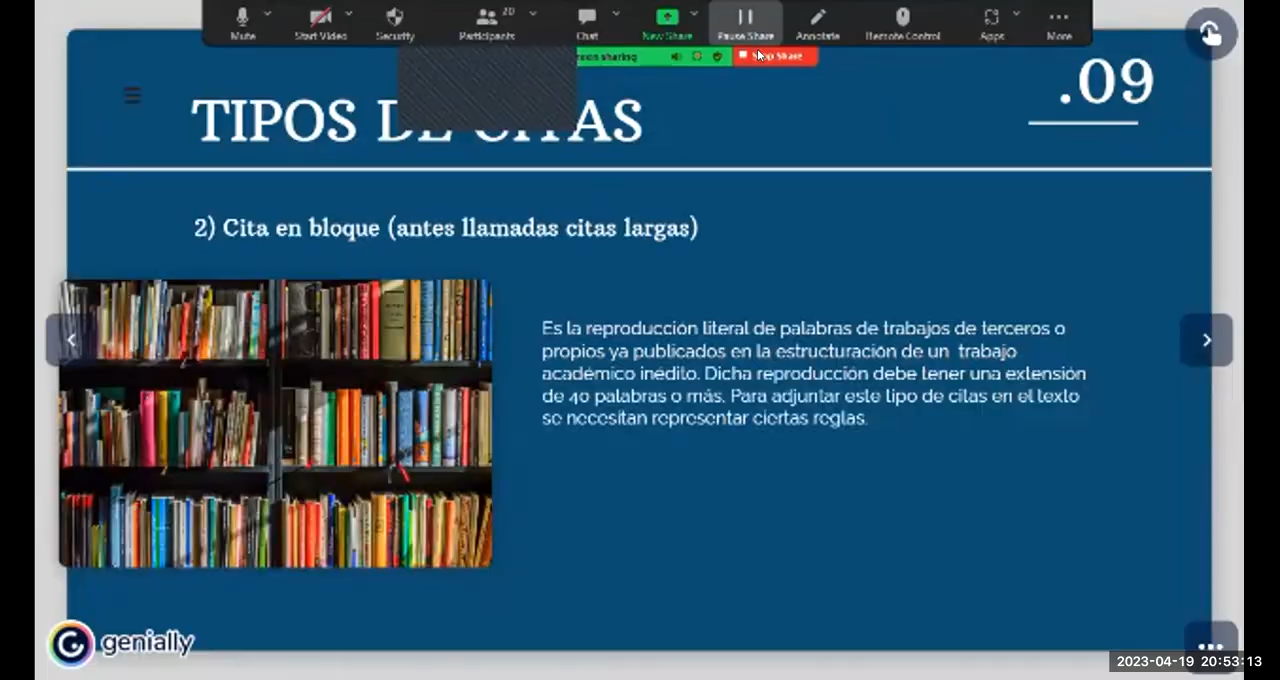 Mute
Start Video
Security
Participants
20
Chat
New Share
Pause Share
Annotate
Remote Control
Apps
More
sharing
Stop Share
.09
TIPOS DE CITAS
2) Cita en bloque (antes llamadas citas largas)
Es la reproducción literal de palabras de trabajos de terceros o
propios ya publicados en la estructuración de un trabajo
académico inédito. Dicha reproducción debe tener una extensión
de 40 palabras o más. Para adjuntar este tipo de citas en el texto
se necesitan representar ciertas reglas.
genially
2023-04-19 20:53:13